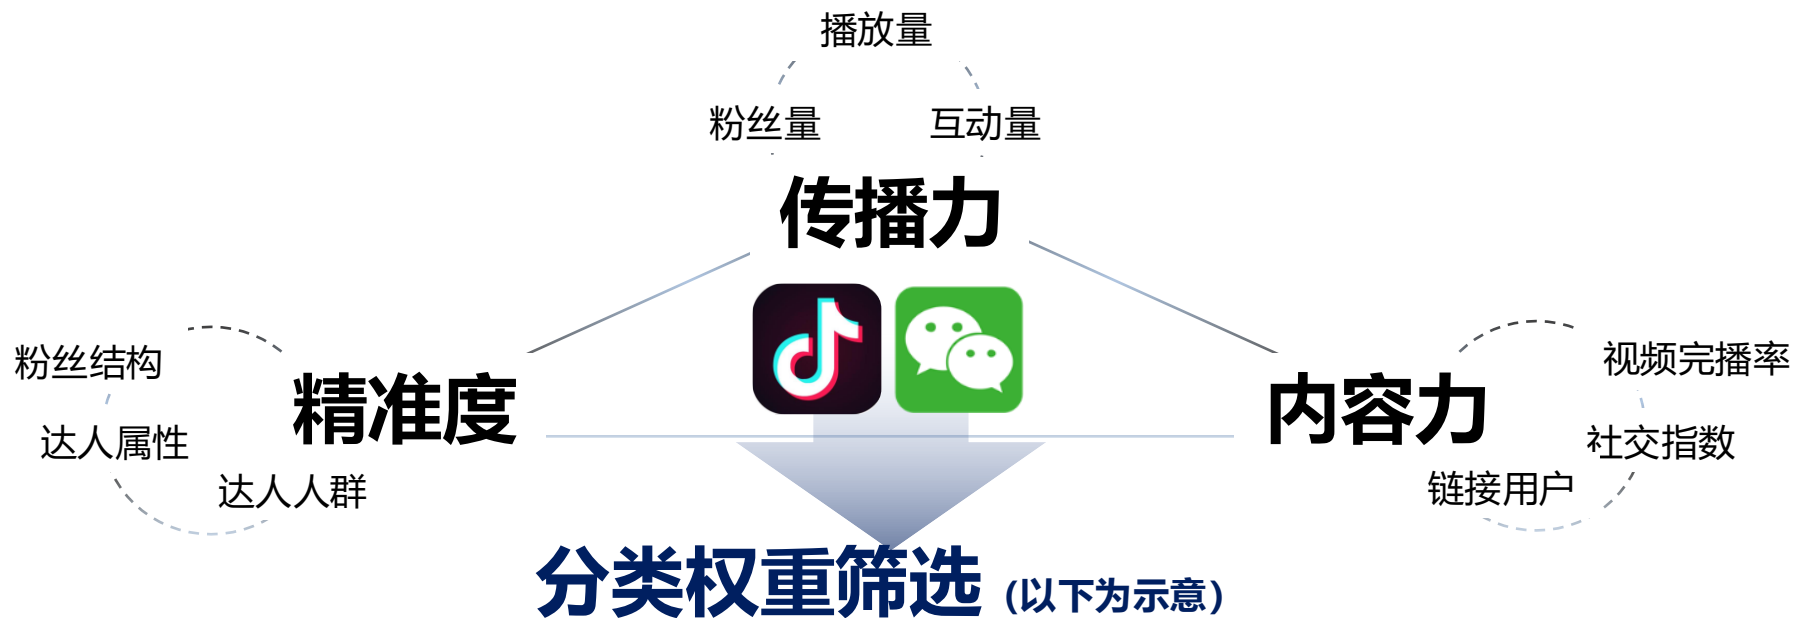 播放量
粉丝量
互动量
传播力
粉丝结构
达人属性
达人人群
精准度
内容力
视频完播率
社交指数
链接用户
分类权重筛选（以下为示意）